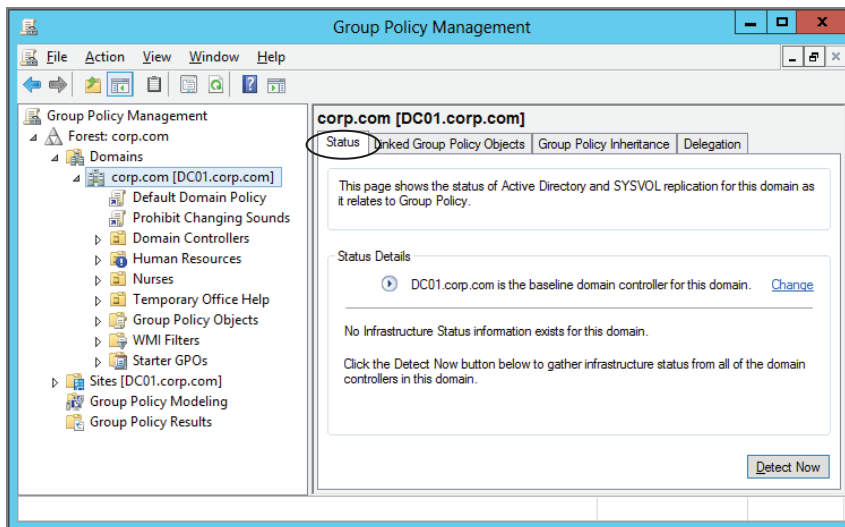 Group Policy Management
File Action View Window Help
Group Policy Management
Forest: corp.com
Domains
corp.com [DC01.corp.com]
Default Domain Policy
Prohibit Changing Sounds
Domain Controllers
Human Resources
Nurses
Temporary Office Help
Group Policy Objects
WMI Filters
Starter GPOs
Sites [DC01.corp.com]
Group Policy Modeling
Group Policy Results
corp.com [DC01.corp.com]
Status Linked Group Policy Objects Group Policy Inheritance Delegation
This page shows the status of Active Directory and SYSVOL replication for this domain as
it relates to Group Policy.
Status Details
DC01.corp.com is the baseline domain controller for this domain. Change
No Infrastructure Status information exists for this domain.
Click the Detect Now button below to gather infrastructure status from all of the domain
controllers in this domain.
Detect Now